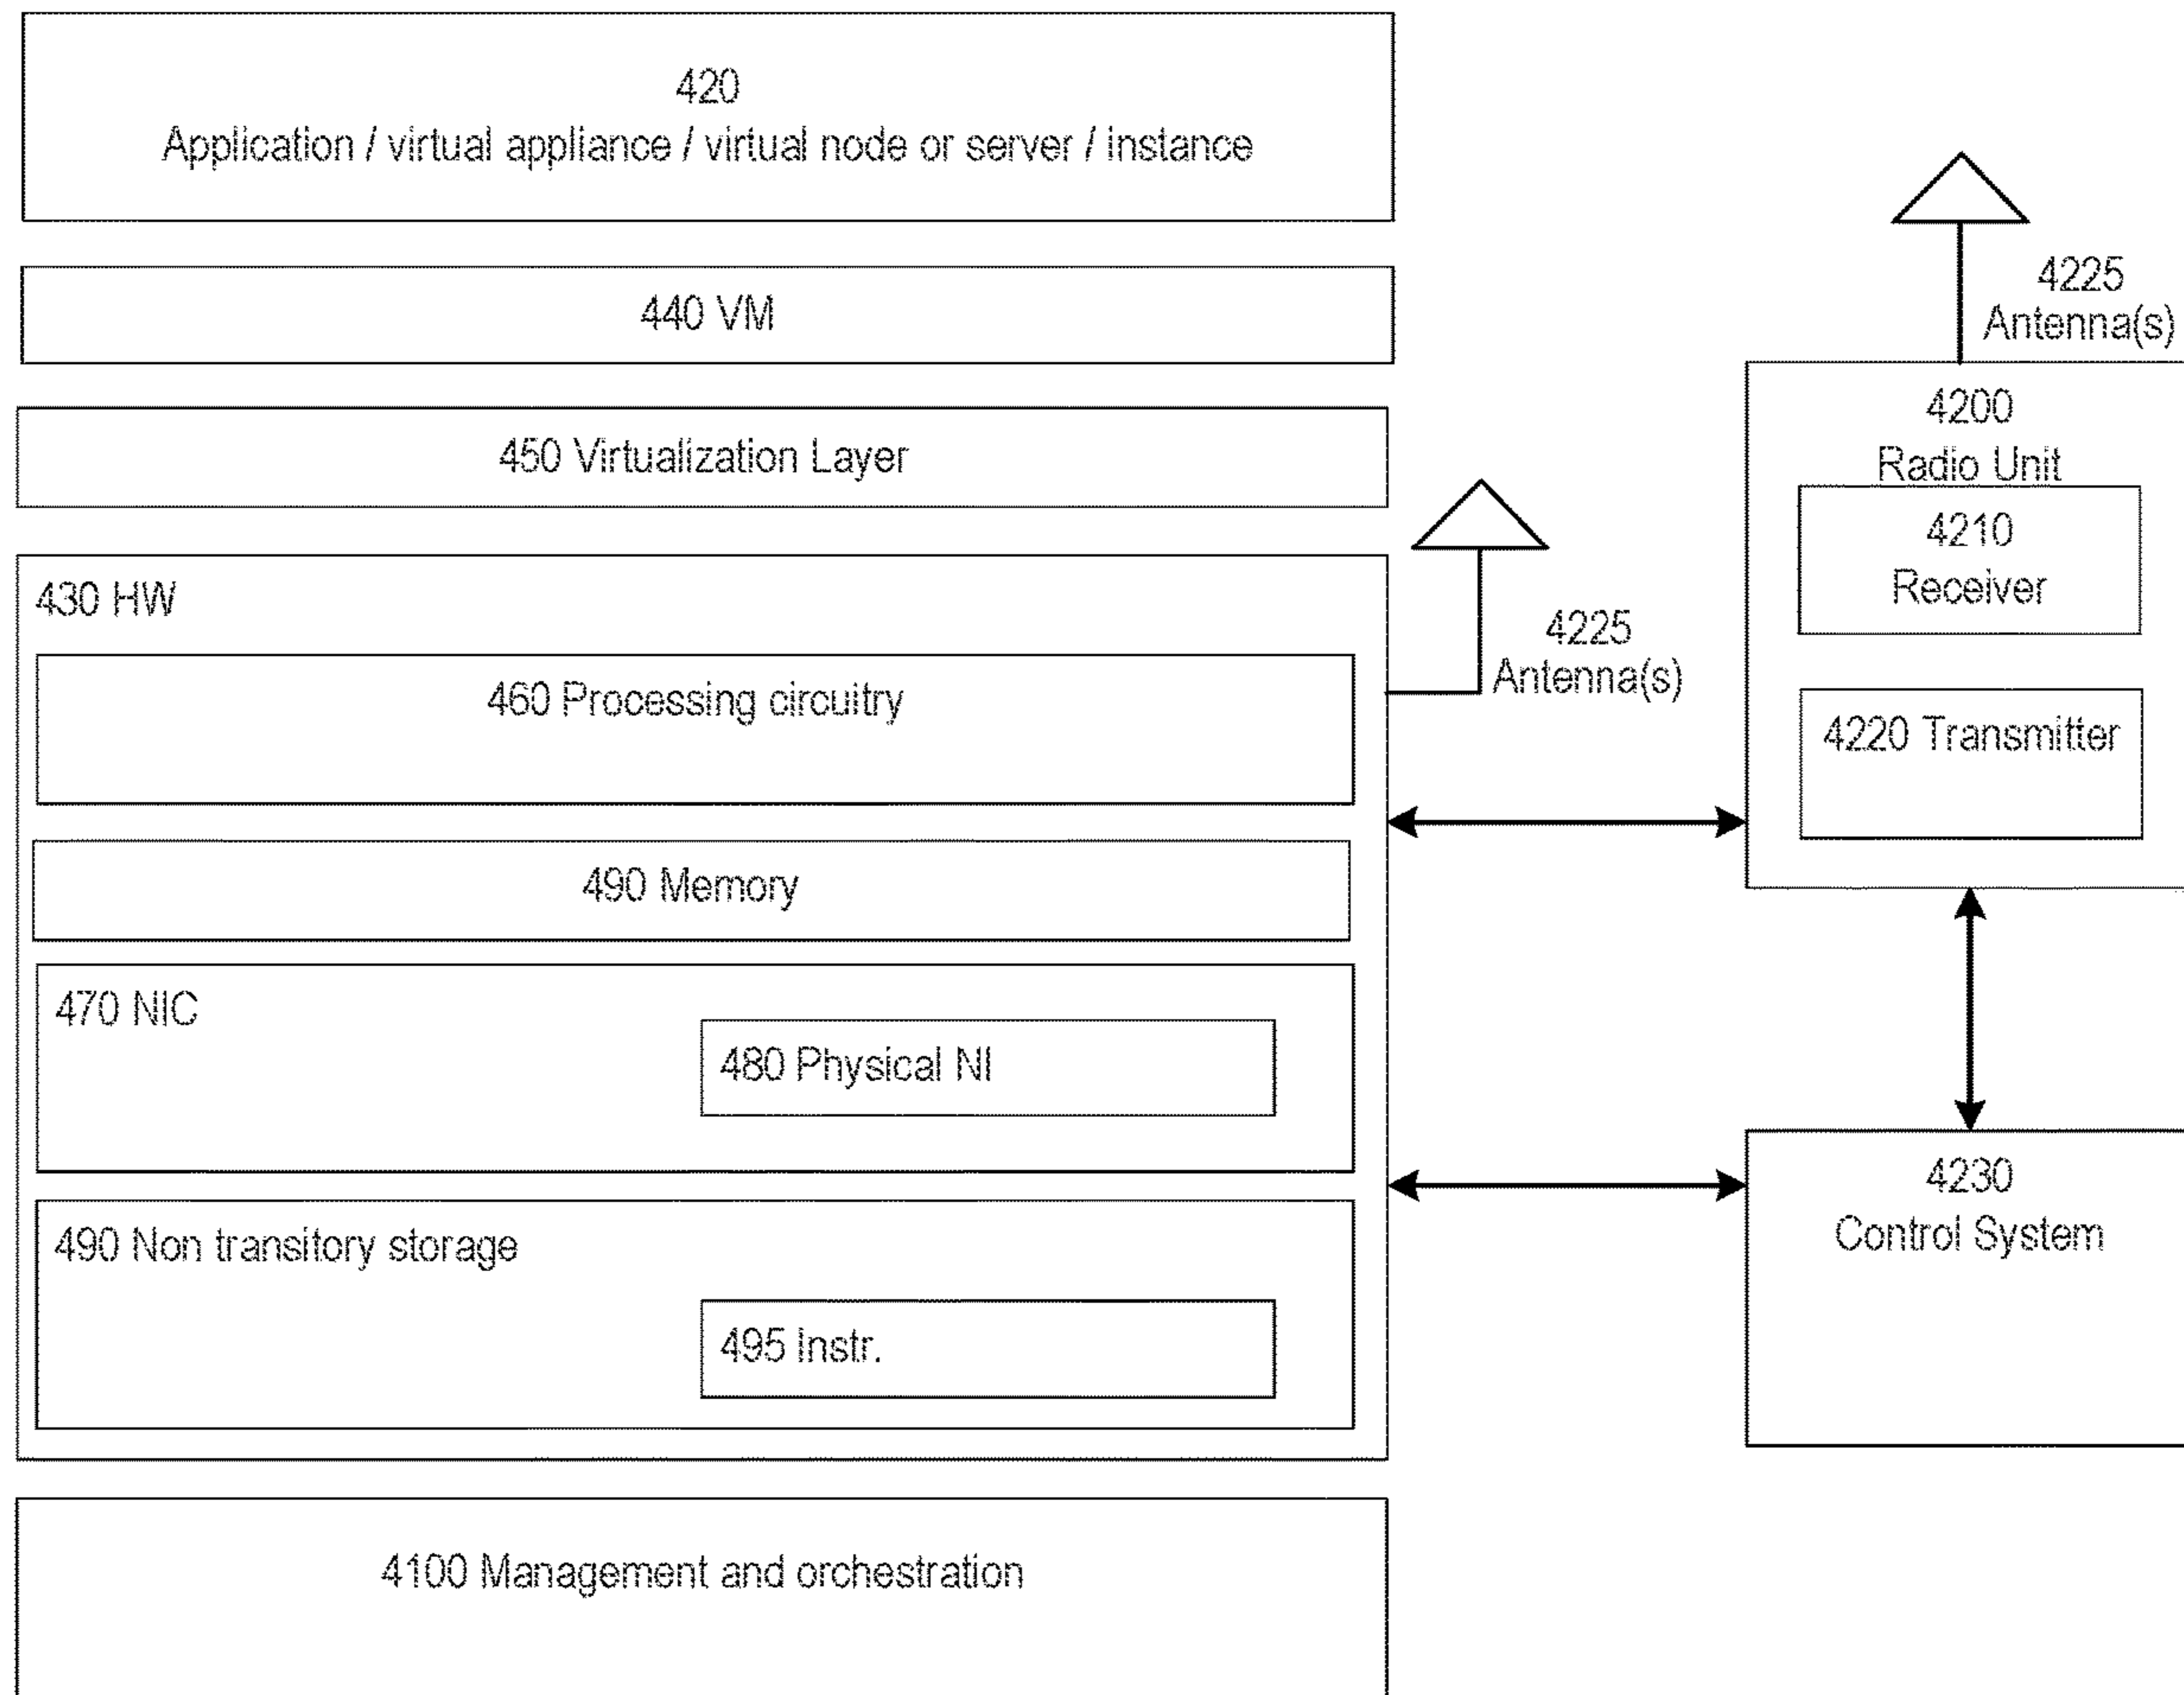 420
Application / virtual appliance / virtual node or server / instance
440 VM
450 Virtualization Layer
430 HW
460 Processing circuitry
490 Memory
470 NIC
480 Physical NI
490 Non transitory storage
495 Instr.
4100 Management and orchestration
4225
Antenna(s)
4225
Antenna(s)
4200
Radio Unit
4210
Receiver
4220 Transmitter
4230
Control System